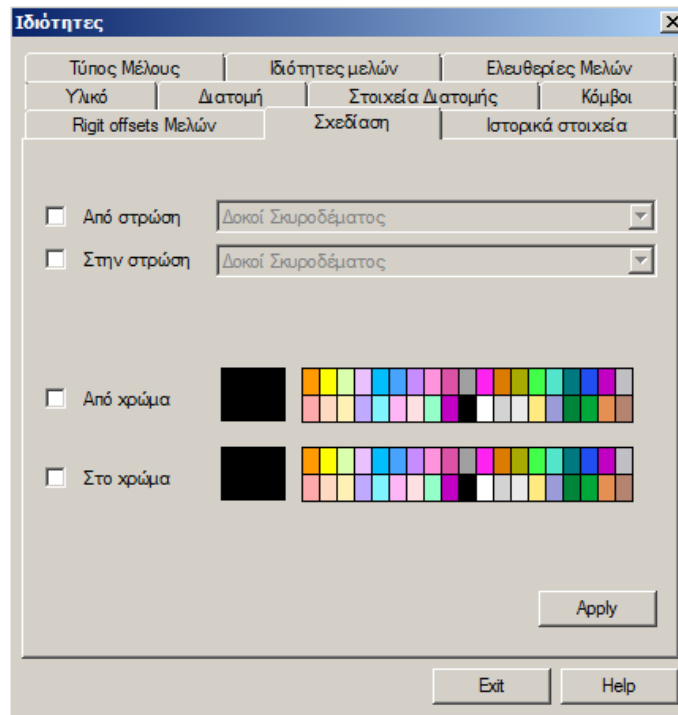 Ιδιότητες
Τύπος Μέλους Ιδιότητες μελών Ελευθερίες Μελών
Υλικό Διατομή Στοιχεία Διατομής Κόμβοι
Rigit offsets Μελών Σχεδίαση Ιστορικά στοιχεία
Από στρώση Δοκοί Σκυροδέματος
Στην στρώση Δοκοί Σκυροδέματος
Από χρώμα
Στο χρώμα
Apply
Exit Help